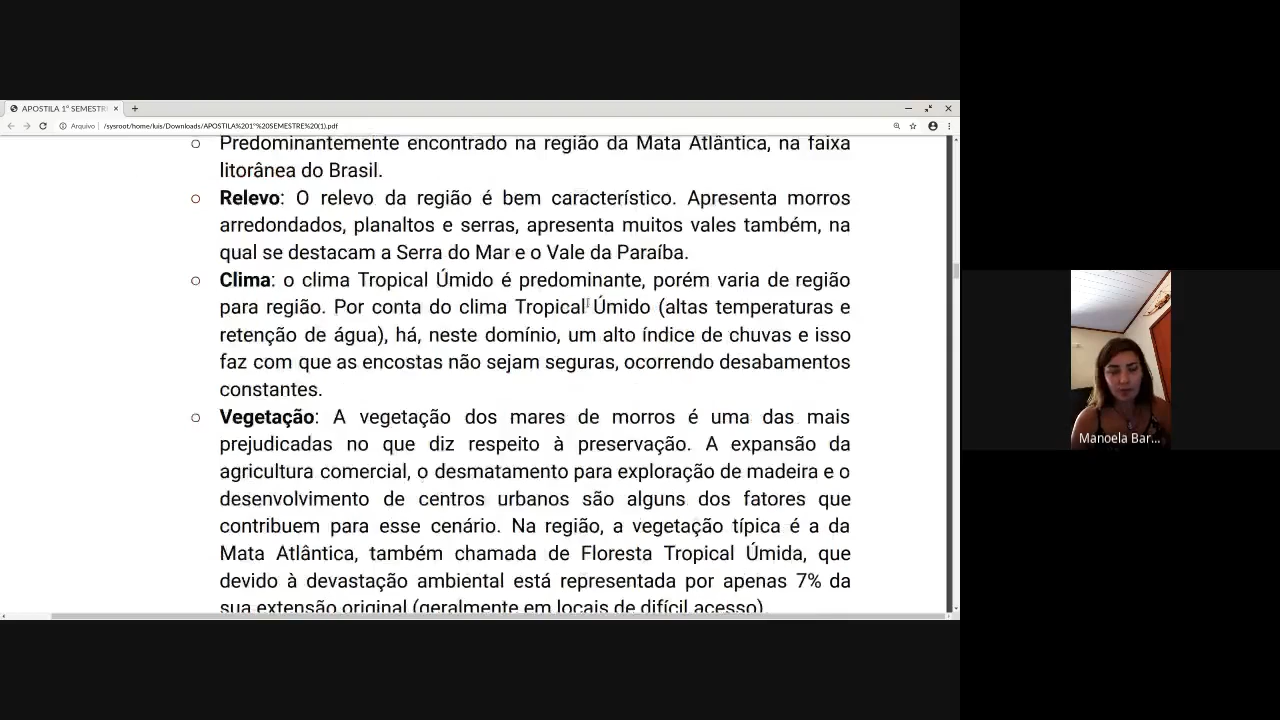 APOSTILA 1º SEMESTR
Arquivo | /sysroot/home/luis/Downloads/APOSTILA%201°%20SEMESTRE%20(1).pdf
○ Predominantemente encontrado na região da Mata Atlântica, na faixa
litorânea do Brasil.
○ Relevo: O relevo da região é bem característico. Apresenta morros
arredondados, planaltos e serras, apresenta muitos vales também, na
qual se destacam a Serra do Mar e o Vale da Paraíba.
○ Clima: o clima Tropical Úmido é predominante, porém varia de região
para região. Por conta do clima Tropical Úmido (altas temperaturas e
retenção de água), há, neste domínio, um alto índice de chuvas e isso
faz com que as encostas não sejam seguras, ocorrendo desabamentos
constantes.
○ Vegetação: A vegetação dos mares de morros é uma das mais
prejudicadas no que diz respeito à preservação. A expansão da
agricultura comercial, o desmatamento para exploração de madeira e o
desenvolvimento de centros urbanos são alguns dos fatores que
contribuem para esse cenário. Na região, a vegetação típica é a da
Mata Atlântica, também chamada de Floresta Tropical Úmida, que
devido à devastação ambiental está representada por apenas 7% da
sua extensão original (geralmente em locais de difícil acesso).
Manoela Bar...